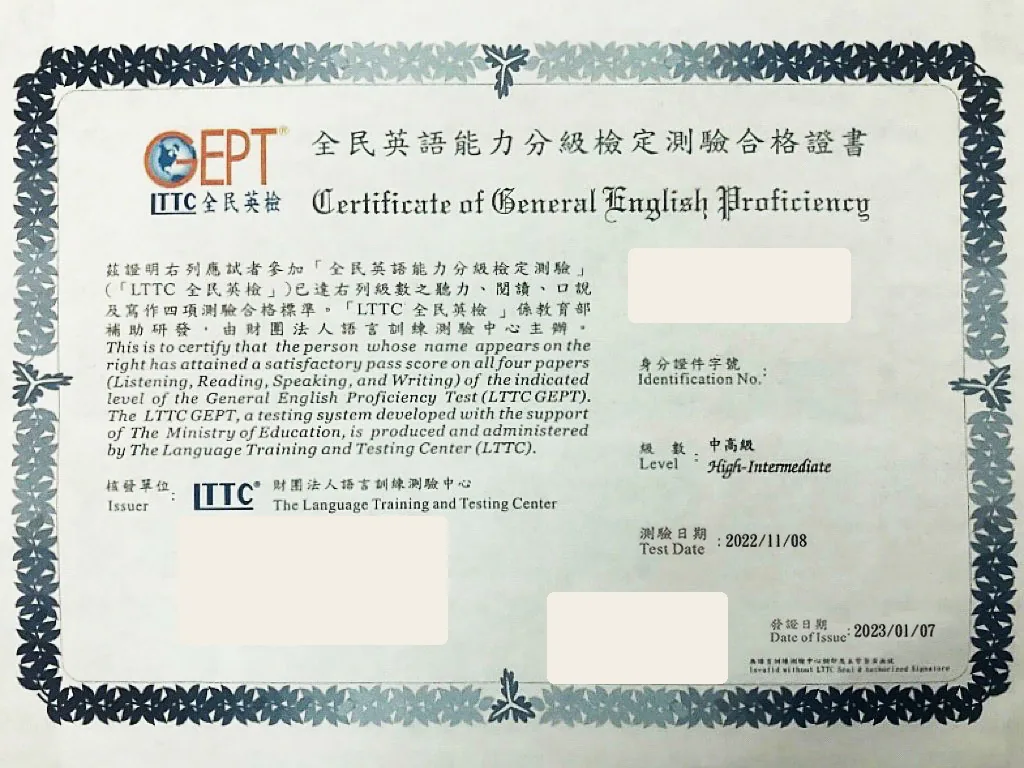 GEPT®
LTTC 全民英檢
全民英語能力分級檢定測驗合格證書
Certificate of General English Proficiency
茲證明右列應試者參加「全民英語能力分級檢定測驗」
(「LTTC 全民英檢」)已達右列級數之聽力、閱讀、口說
及寫作四項測驗合格標準。「LTTC 全民英檢 」係教育部
補助研發，由財團法人語言訓練測驗中心主辦。
This is to certify that the person whose name appears on the
right has attained a satisfactory pass score on all four papers
(Listening, Reading, Speaking, and Writing) of the indicated
level of the General English Proficiency Test (LTTC GEPT).
The LTTC GEPT, a testing system developed with the support
of The Ministry of Education, is produced and administered
by The Language Training and Testing Center (LTTC).
核發單位
Issuer :
LTTC®
財團法人語言訓練測驗中心
The Language Training and Testing Center
身分證件字號
Identification No. :
級數 : 中高級
Level High-Intermediate
測驗日期
Test Date : 2022/11/08
發證日期
Date of Issue : 2023/01/07
Invalid without LTTC Seal & Authorized Signature